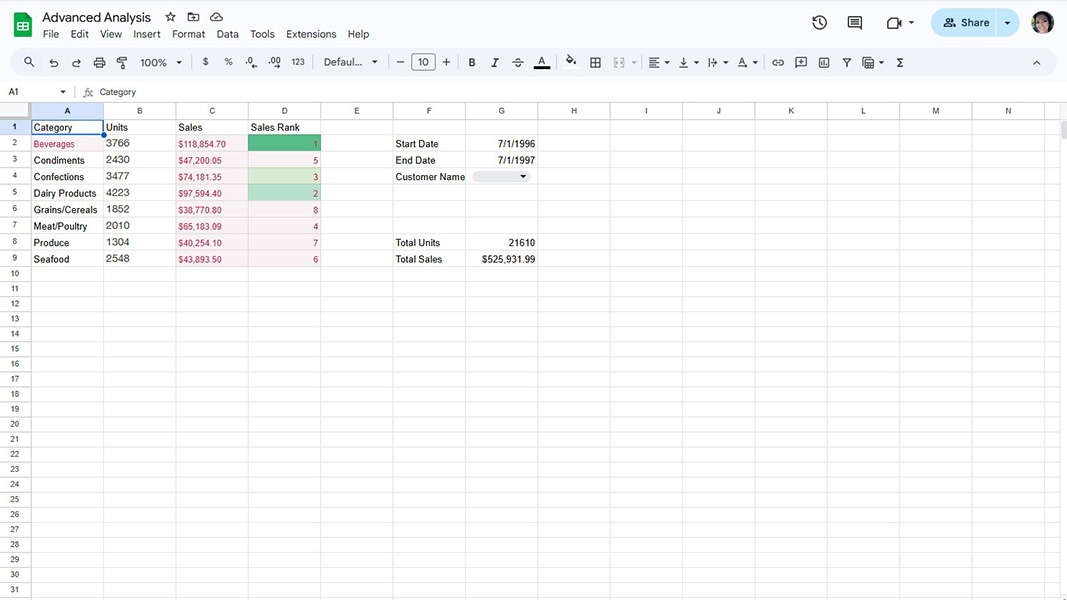 Advanced Analysis
File Edit View Insert Format Data Tools Extensions Help
Share
100% $ % .0 .00 123 Defaul... − 10 + B I A Σ
A1 fx Category
A B C D E F G H I J K L M N
1 Category Units Sales Sales Rank
2 Beverages 3766 $118,854.70 1 Start Date 7/1/1996
3 Condiments 2430 $47,200.05 5 End Date 7/1/1997
4 Confections 3477 $74,181.35 3 Customer Name
5 Dairy Products 4223 $97,594.40 2
6 Grains/Cereals 1852 $38,770.80 8
7 Meat/Poultry 2010 $65,183.09 4
8 Produce 1304 $40,254.10 7 Total Units 21610
9 Seafood 2548 $43,893.50 6 Total Sales $525,931.99
10
11
12
13
14
15
16
17
18
19
20
21
22
23
24
25
26
27
28
29
30
31